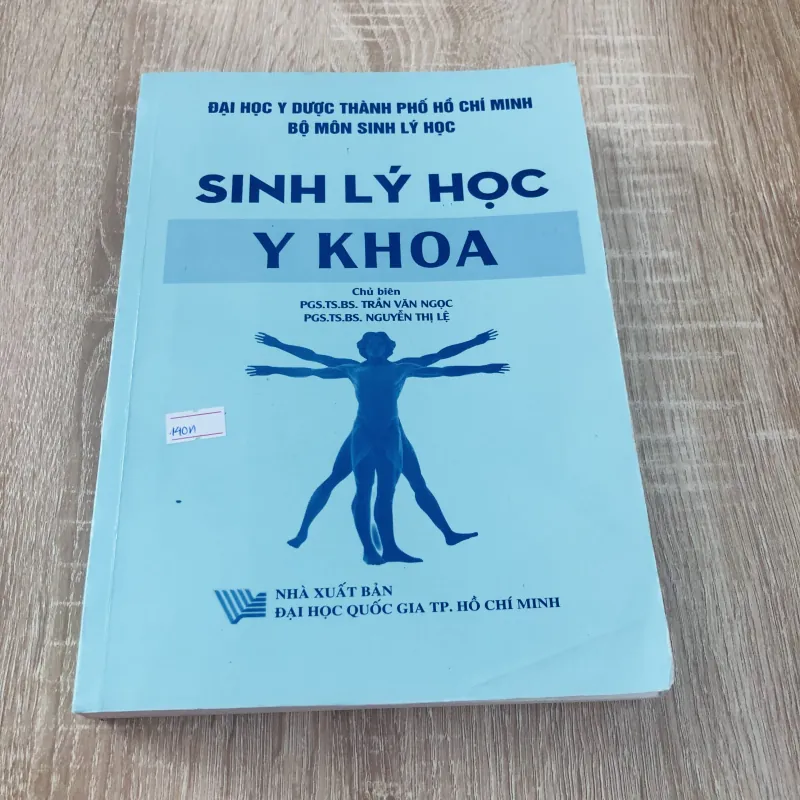 ĐẠI HỌC Y DƯỢC THÀNH PHỐ HỒ CHÍ MINH
BỘ MÔN SINH LÝ HỌC
SINH LÝ HỌC
Y KHOA
Chủ biên
PGS.TS.BS. TRẦN VĂN NGỌC
PGS.TS.BS. NGUYỄN THỊ LỆ
190n
NHÀ XUẤT BẢN
ĐẠI HỌC QUỐC GIA TP. HỒ CHÍ MINH